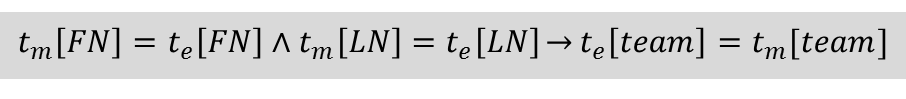 t_m[FN] = t_e[FN] ∧ t_m[LN] = t_e[LN] → t_e[team] = t_m[team]